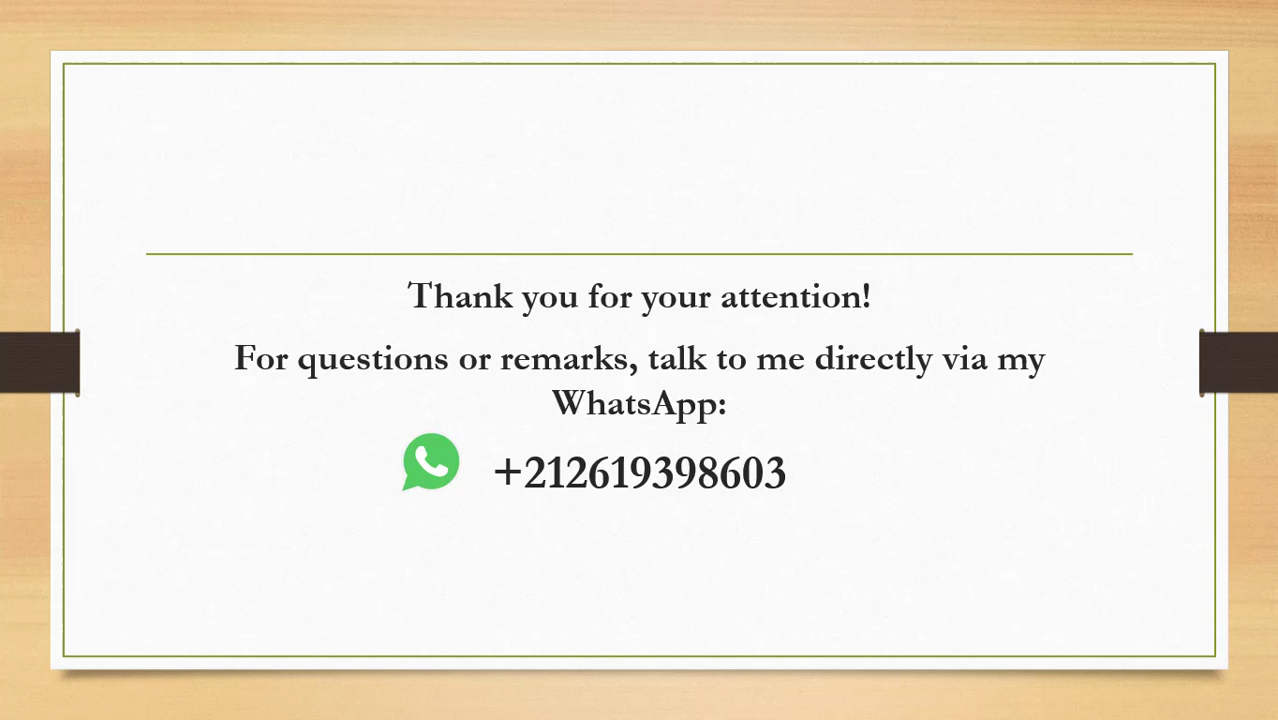 Thank you for your attention!
For questions or remarks, talk to me directly via my
WhatsApp:
+212619398603